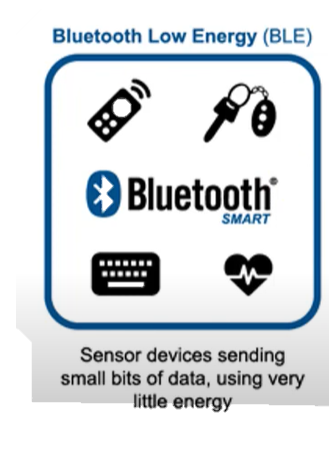 Bluetooth Low Energy (BLE)
Bluetooth®
SMART
Sensor devices sending
small bits of data, using very
little energy